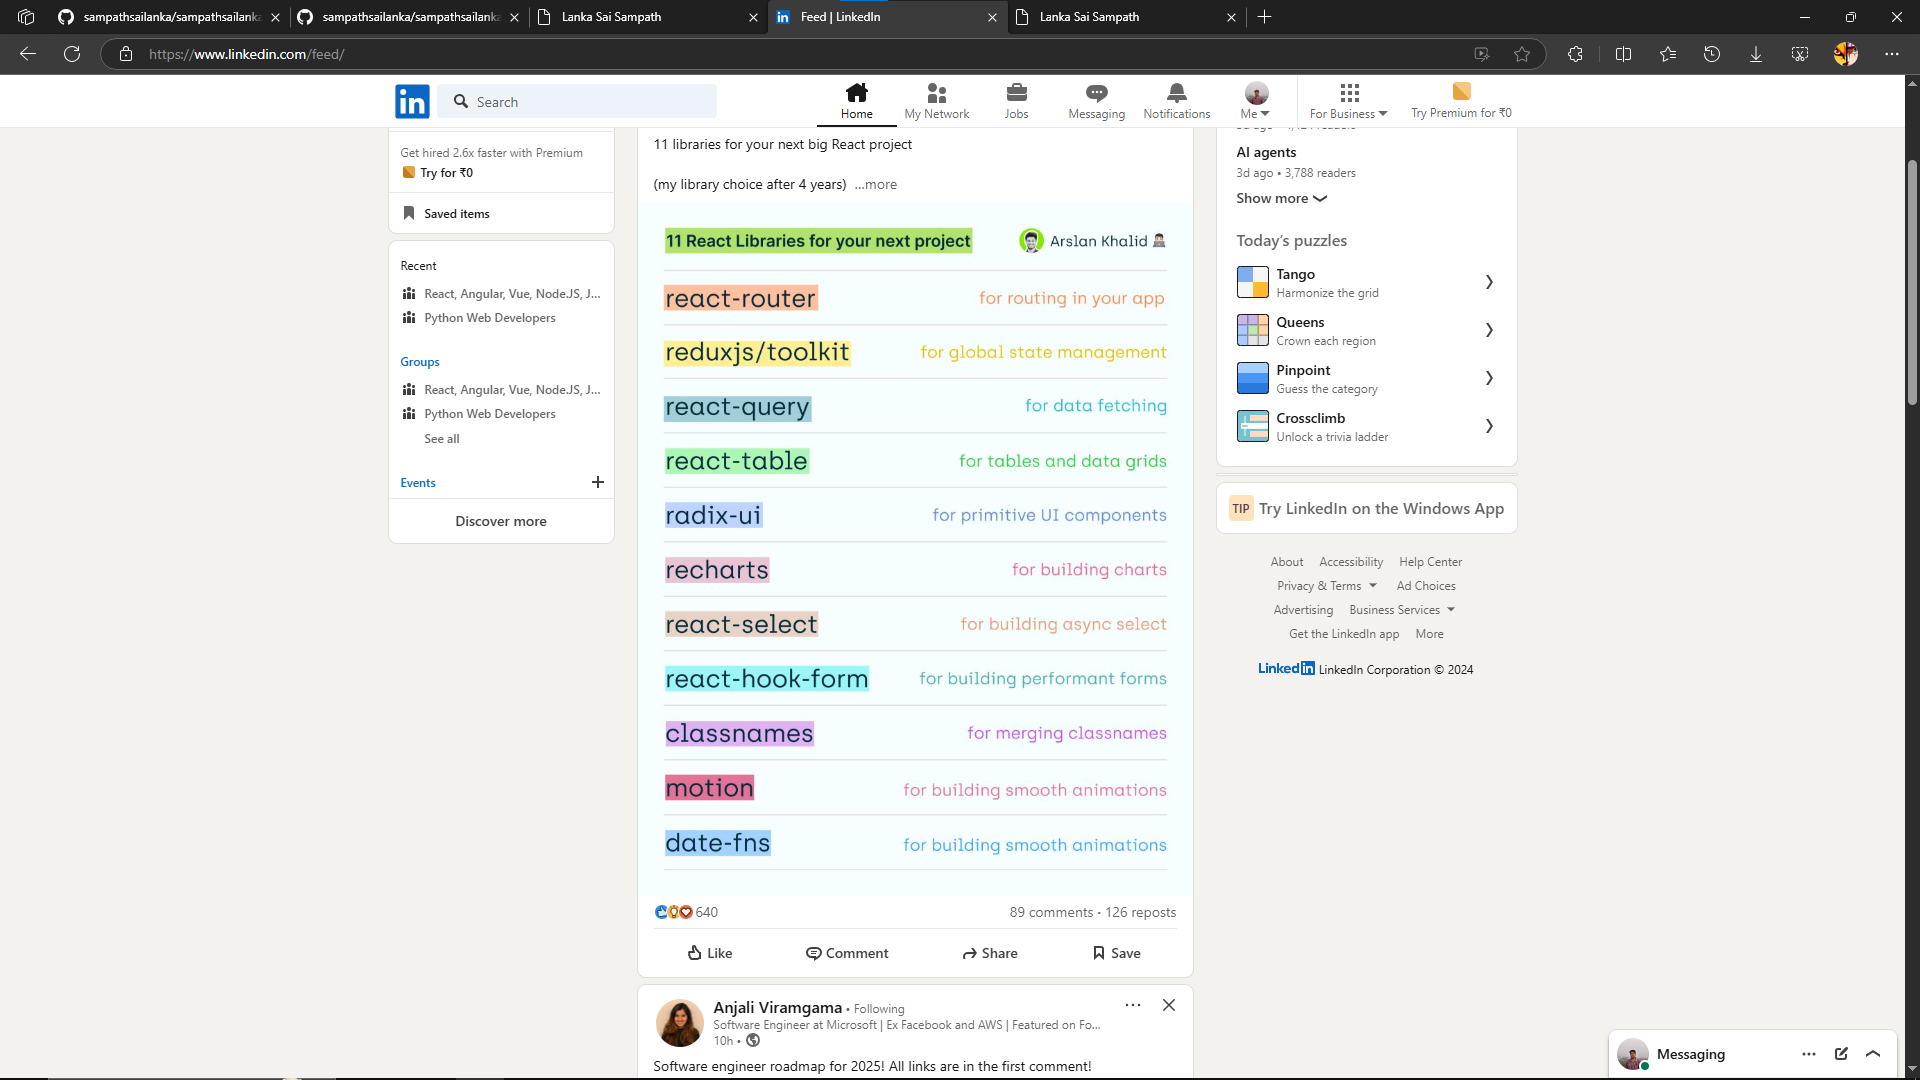 sampathsailanka/sampathsailanka
sampathsailanka/sampathsailanka
Lanka Sai Sampath
Feed | LinkedIn
Lanka Sai Sampath
https://www.linkedin.com/feed/
in
Search
Home
My Network
Jobs
Messaging
Notifications
Me
For Business
Try Premium for ₹0
Get hired 2.6x faster with Premium
Try for ₹0
Saved items
Recent
React, Angular, Vue, Node.JS, J...
Python Web Developers
Groups
React, Angular, Vue, Node.JS, J...
Python Web Developers
See all
Events
Discover more
11 libraries for your next big React project
(my library choice after 4 years) ...more
11 React Libraries for your next project
Arslan Khalid
react-router for routing in your app
reduxjs/toolkit for global state management
react-query for data fetching
react-table for tables and data grids
radix-ui for primitive UI components
recharts for building charts
react-select for building async select
react-hook-form for building performant forms
classnames for merging classnames
motion for building smooth animations
date-fns for building smooth animations
640
89 comments • 126 reposts
Like
Comment
Share
Save
Anjali Viramgama • Following
Software Engineer at Microsoft | Ex Facebook and AWS | Featured on Fo...
10h •
Software engineer roadmap for 2025! All links are in the first comment!
AI agents
3d ago • 3,788 readers
Show more
Today's puzzles
Tango
Harmonize the grid
Queens
Crown each region
Pinpoint
Guess the category
Crossclimb
Unlock a trivia ladder
TIP Try LinkedIn on the Windows App
About Accessibility Help Center
Privacy & Terms Ad Choices
Advertising Business Services
Get the LinkedIn app More
LinkedIn LinkedIn Corporation © 2024
Messaging